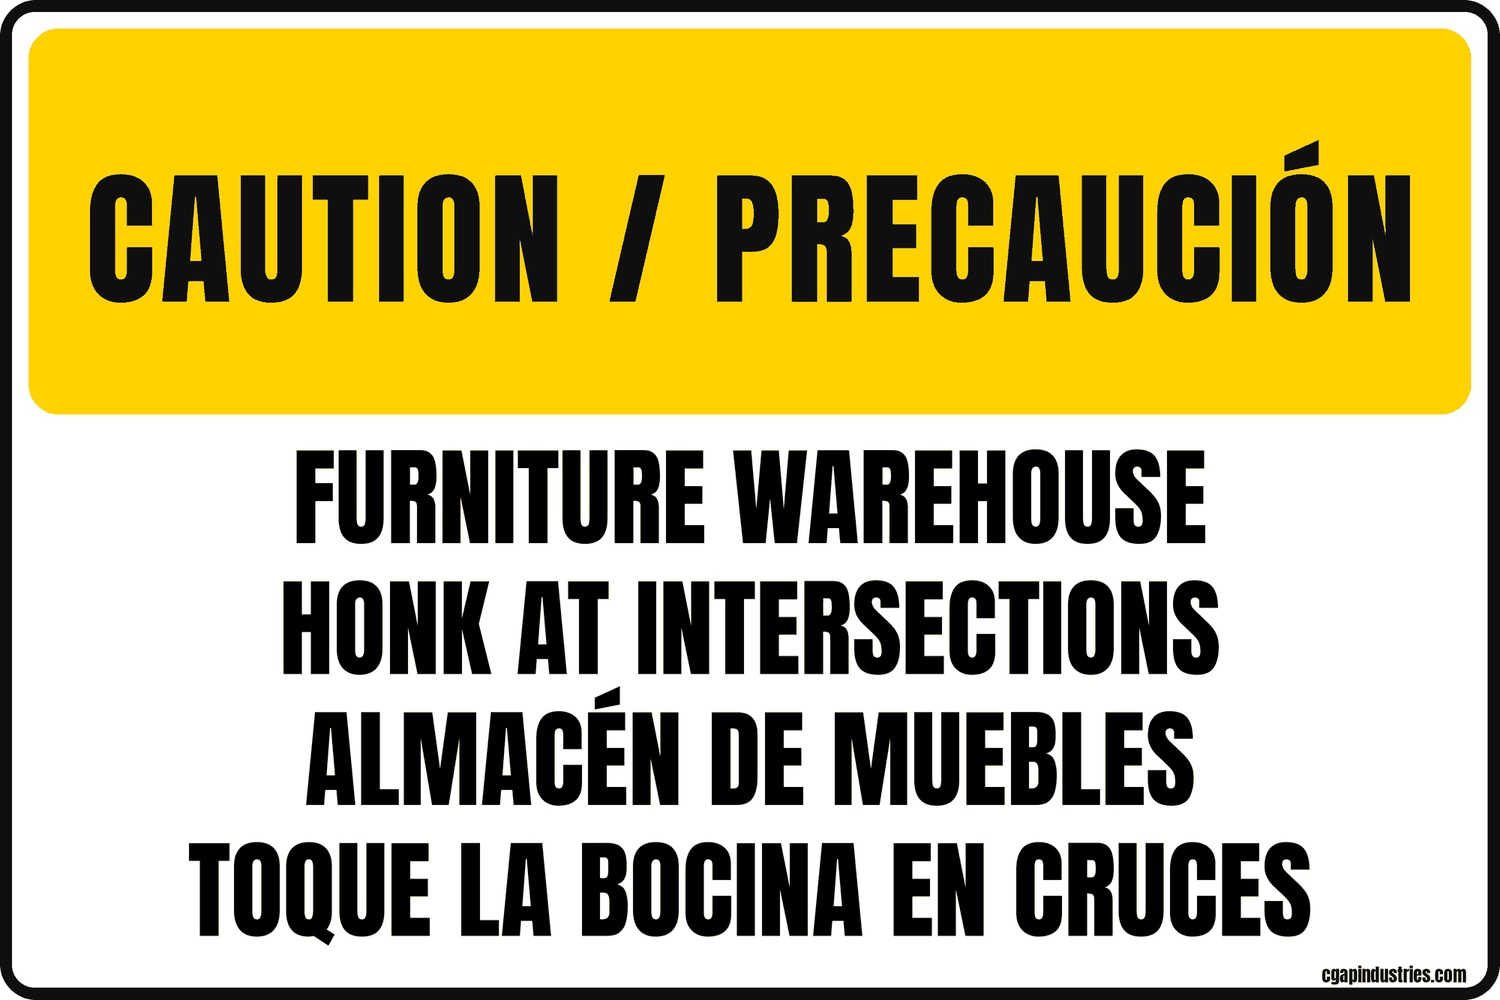 CAUTION / PRECAUCIÓN
FURNITURE WAREHOUSE
HONK AT INTERSECTIONS
ALMACÉN DE MUEBLES
TOQUE LA BOCINA EN CRUCES
cgapindustries.com